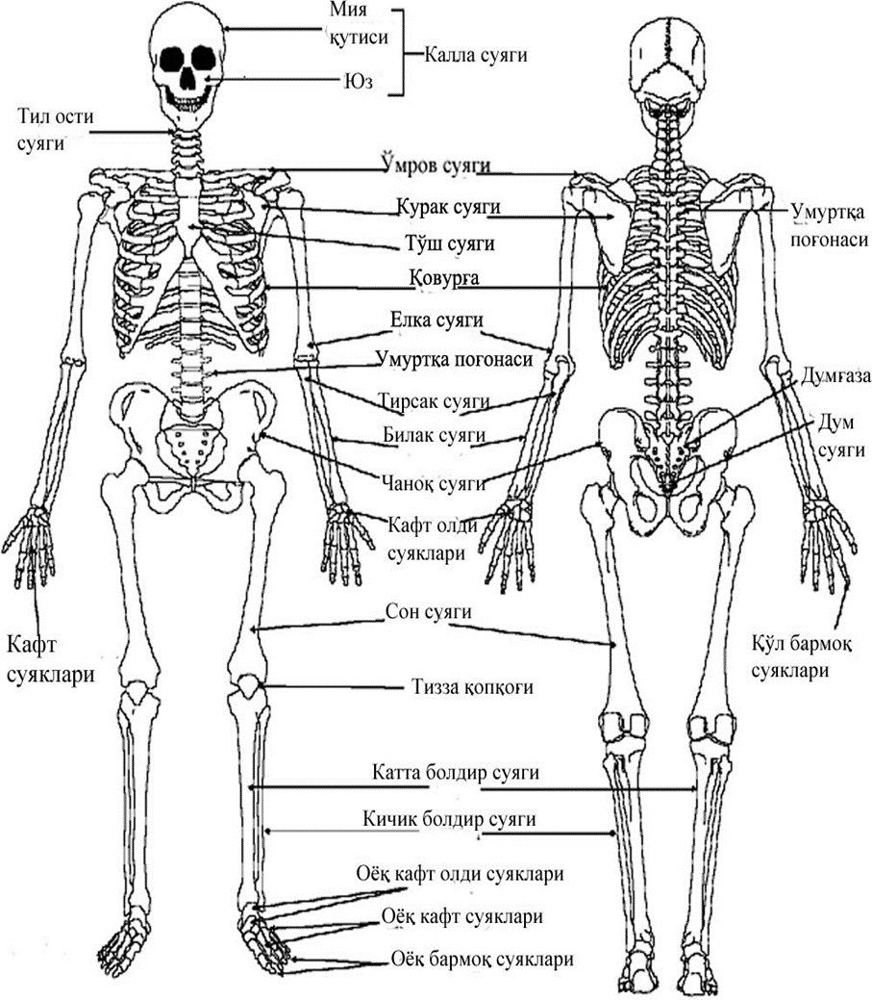 Мия
қутиси
Калла суяги
Юз
Тил ости
суяги
Ўмров суяги
Курак суяги
Умуртқа
поғонаси
Тўш суяги
Қовурға
Елка суяги
Умуртқа поғонаси
Думғаза
Тирсак суяги
Дум
суяги
Билак суяги
Чаноқ суяги
Кафт олди
суяклари
Сон суяги
Кафт
суяклари
Қўл бармоқ
суяклари
Тизза қопқоғи
Катта болдир суяги
Кичик болдир суяги
Оёқ кафт олди суяклари
Оёқ кафт суяклари
Оёқ бармоқ суяклари